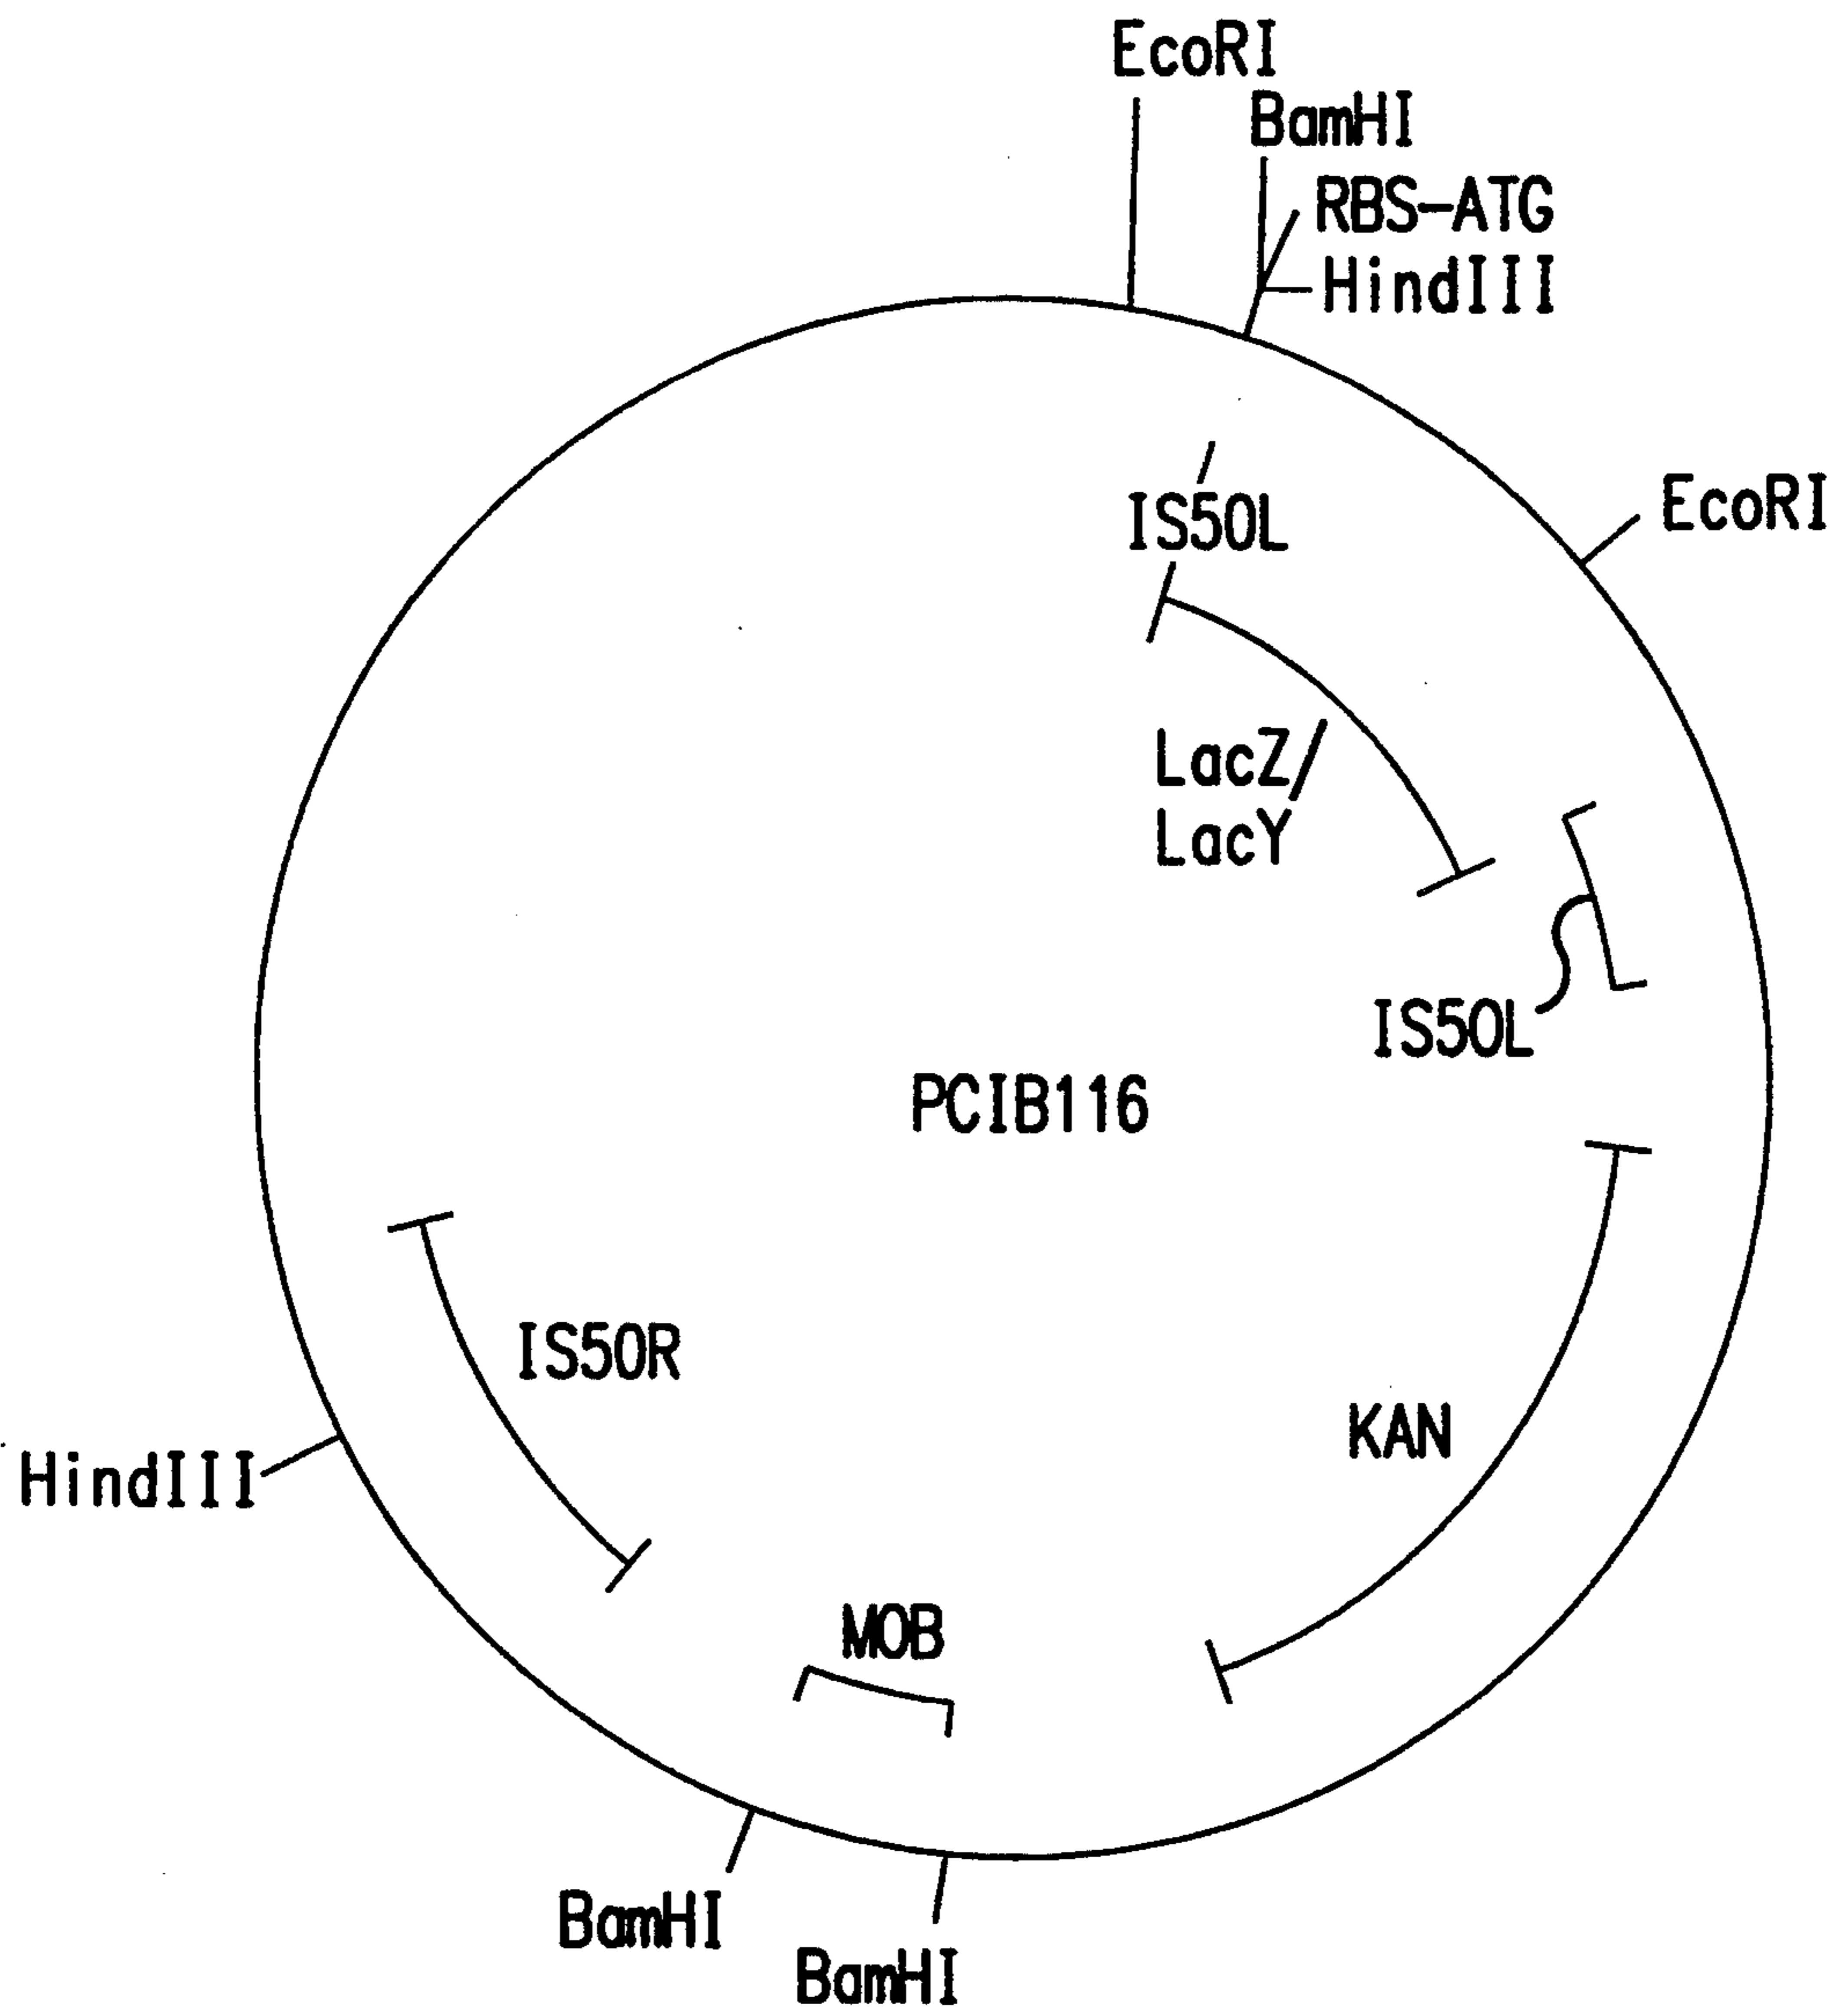 EcoRI
BamHI
RBS-ATG
HindIII
EcoRI
IS50L
LacZ/
LacY
IS50L
PCIB116
IS50R
KAN
HindIII
MOB
BamHI
BamHI